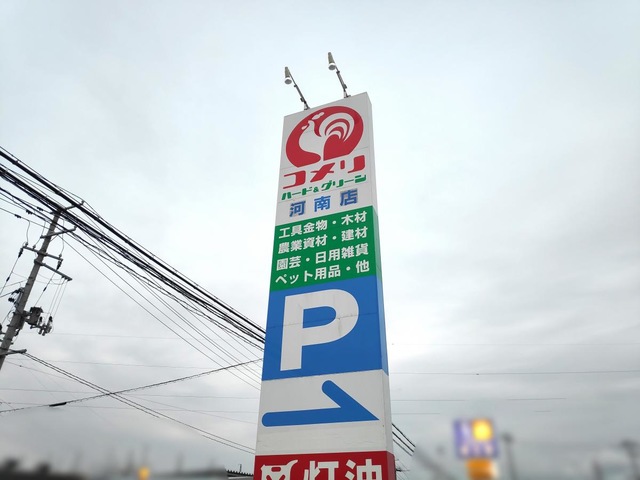 コメリ
ハード&グリーン
河南店
工具金物・木材
農業資材・建材
園芸・日用雑貨
ペット用品・他
P
灯油